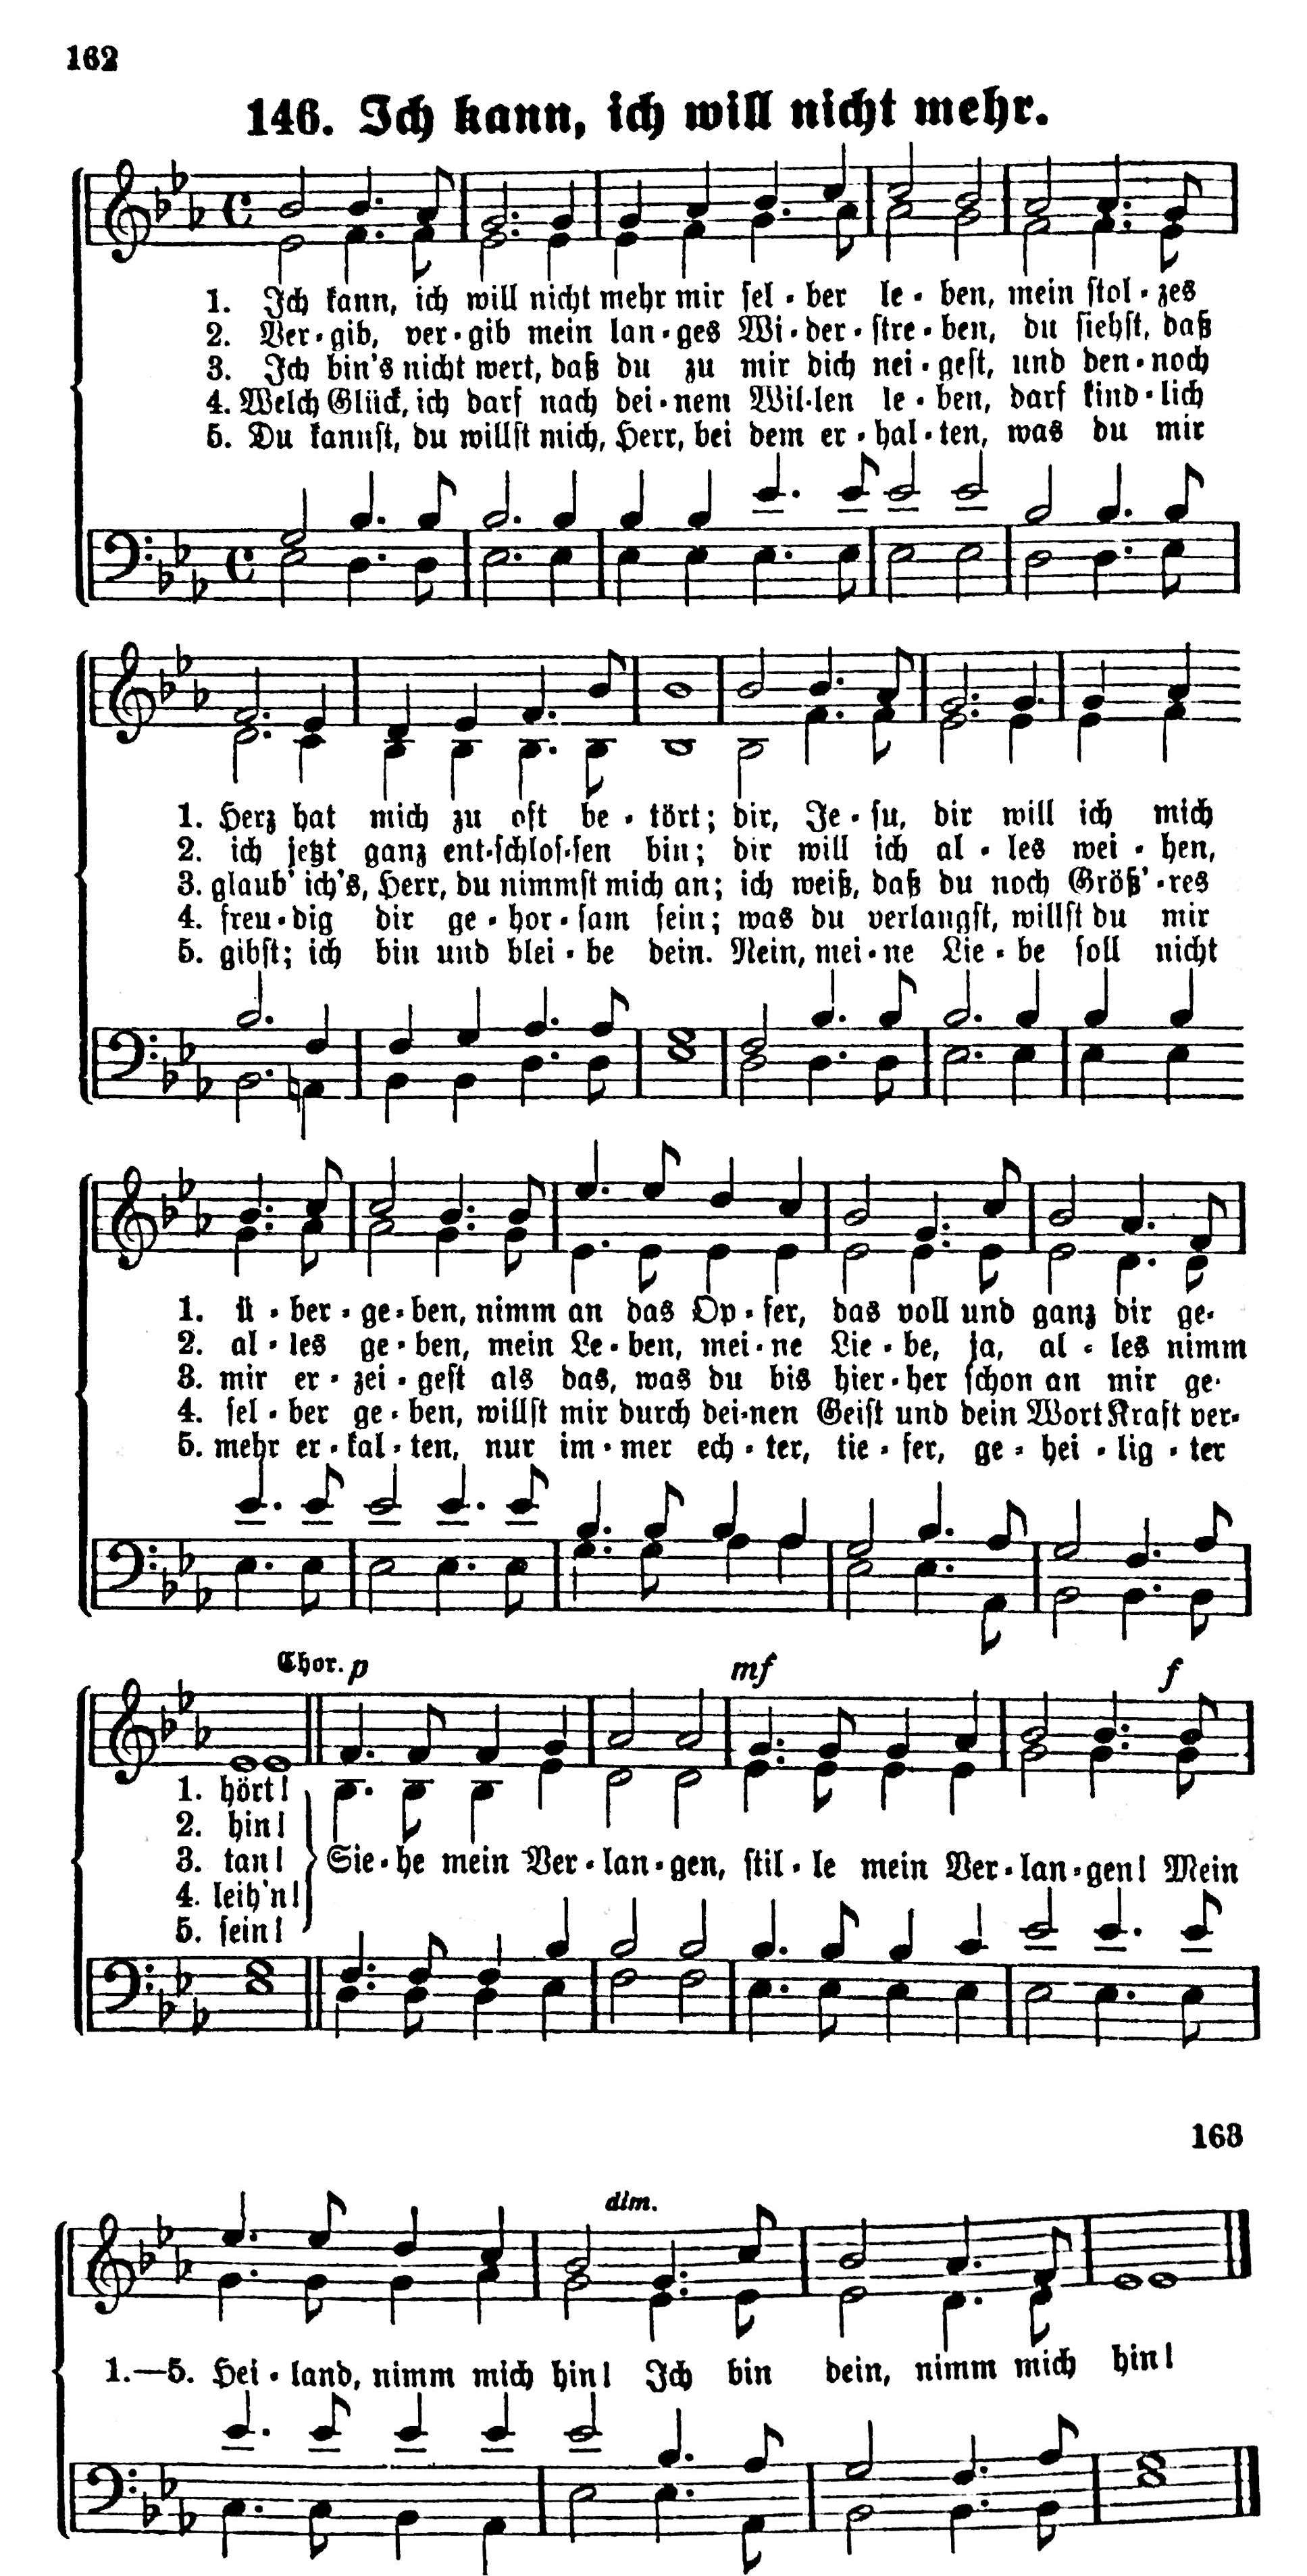 162
146. Ich kann, ich will nicht mehr.
1. Ich kann, ich will nicht mehr mir sel-ber le-ben, mein stol-zes
2. Ver-gib, ver-gib mein lan-ges Wi-der-stre-ben, du siehst, daß
3. Ich bin's nicht wert, daß du zu mir dich nei-gest, und den-noch
4. Welch Glück, ich darf nach dei-nem Wil-len le-ben, darf kind-lich
5. Du kannst, du willst mich, Herr, bei dem er-hal-ten, was du mir
1. Herz hat mich zu oft be-tört; dir, Je-su, dir will ich mich
2. ich jetzt ganz ent-schlos-sen bin; dir will ich al-les wei-hen,
3. glaub' ich's, Herr, du nimmst mich an; ich weiß, daß du noch Größ'-res
4. freu-dig dir ge-hor-sam sein; was du verlangst, willst du mir
5. gibst; ich bin und blei-be dein. Nein, mei-ne Lie-be soll nicht
1. ü-ber-ge-ben, nimm an das Op-fer, das voll und ganz dir ge-
2. al-les ge-ben, mein Le-ben, mei-ne Lie-be, ja, al-les nimm
3. mir er-zei-gest als das, was du bis hier-her schon an mir ge-
4. sel-ber ge-ben, willst mir durch dei-nen Geist und dein Wort Kraft ver-
5. mehr er-kal-ten, nur im-mer ech-ter, tie-fer, ge-hei-lig-ter
Chor. p mf f
1. hört!
2. hin!
3. tan!
4. leih'n!
5. sein!
Sie-he mein Ver-lan-gen, stil-le mein Ver-lan-gen! Mein
163
dim.
1.—5. Hei-land, nimm mich hin! Ich bin dein, nimm mich hin!